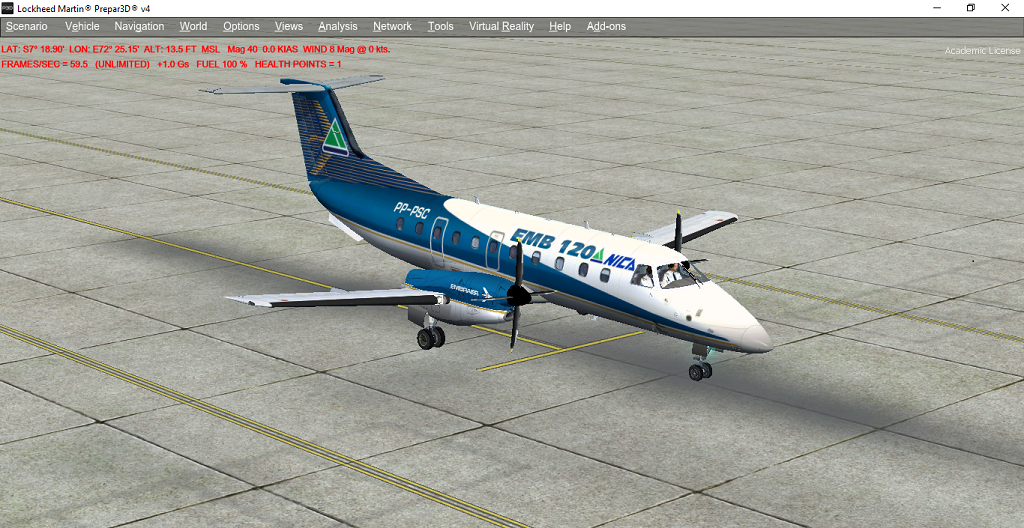 Lockheed Martin® Prepar3D® v4
Scenario Vehicle Navigation World Options Views Analysis Network Tools Virtual Reality Help Add-ons
LAT: S7° 18.90' LON: E72° 25.15' ALT: 13.5 FT MSL Mag 40 0.0 KIAS WIND 8 Mag @ 0 kts.
Academic License
FRAMES/SEC = 59.5 (UNLIMITED) +1.0 Gs FUEL 100 % HEALTH POINTS = 1
PP-PSC
EMB 120
NICA
EMBRAER